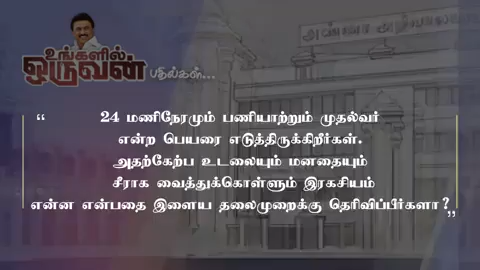 உங்களில்
ஒருவன்
பதில்கள்...
அண்ணா அறிவாலயம்
“ 24 மணிநேரமும் பணியாற்றும் முதல்வர்
என்ற பெயரை எடுத்திருக்கிறீர்கள்.
அதற்கேற்ப உடலையும் மனதையும்
சீராக வைத்துக்கொள்ளும் இரகசியம்
என்ன என்பதை இளைய தலைமுறைக்கு தெரிவிப்பீர்களா? ”